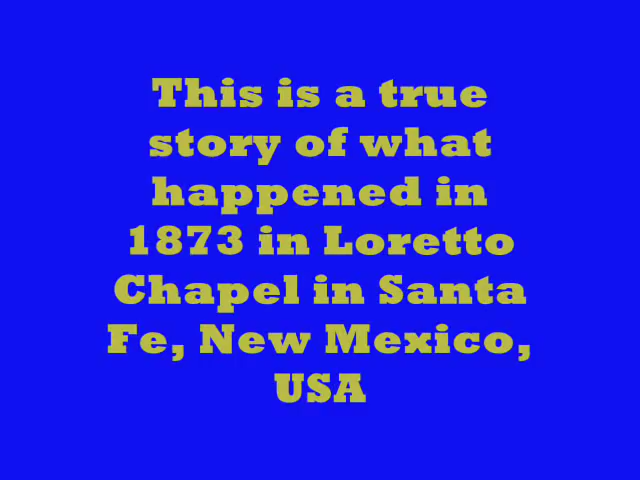 This is a true
story of what
happened in
1873 in Loretto
Chapel in Santa
Fe, New Mexico,
USA